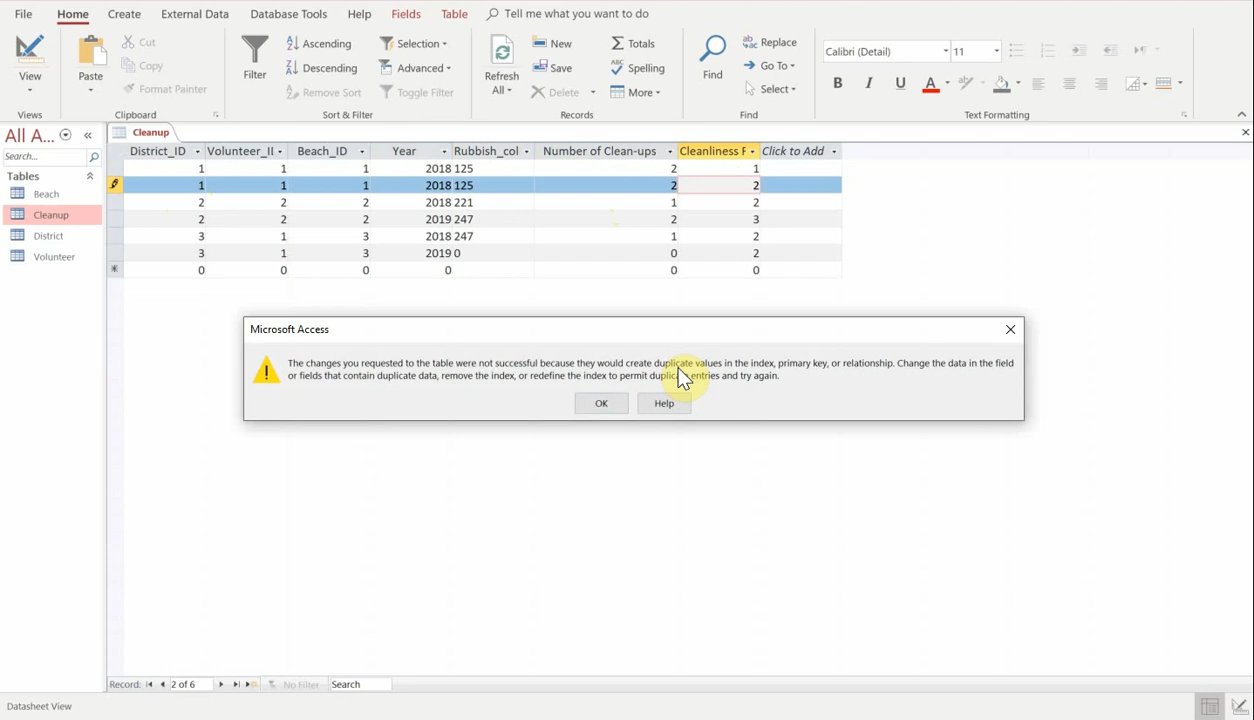 File Home Create External Data Database Tools Help Fields Table Tell me what you want to do
View
Paste
Cut
Copy
Format Painter
Filter
Ascending
Descending
Remove Sort
Selection
Advanced
Toggle Filter
Refresh
All
New
Save
Delete
Totals
Spelling
More
Find
Replace
Go To
Select
Calibri (Detail) 11
B I U A
Views Clipboard Sort & Filter Records Find Text Formatting
All A...
Search...
Tables
Beach
Cleanup
District
Volunteer
Cleanup
District_ID Volunteer_II Beach_ID Year Rubbish_col Number of Clean-ups Cleanliness F Click to Add
1 1 1 2018 125 2 1
1 1 1 2018 125 2 2
2 2 2 2018 221 1 2
2 2 2 2019 247 2 3
3 1 3 2018 247 1 2
3 1 3 2019 0 0 2
0 0 0 0 0 0
Microsoft Access
The changes you requested to the table were not successful because they would create duplicate values in the index, primary key, or relationship. Change the data in the field
or fields that contain duplicate data, remove the index, or redefine the index to permit duplicate entries and try again.
OK Help
Record: 2 of 6 No Filter Search
Datasheet View